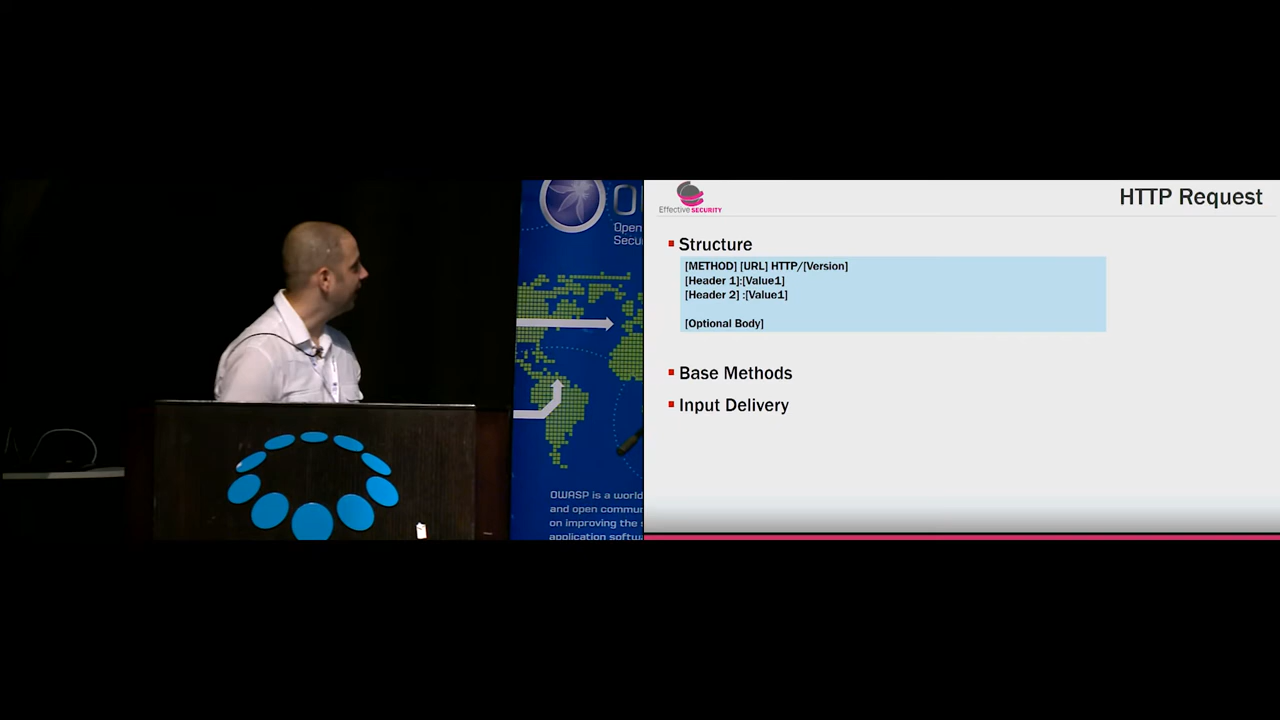 Open
Secu
OWASP is a world
and open commun
on improving the
application softw
Effective SECURITY
HTTP Request
Structure
[METHOD] [URL] HTTP/[Version]
[Header 1]:[Value1]
[Header 2] :[Value1]
[Optional Body]
Base Methods
Input Delivery